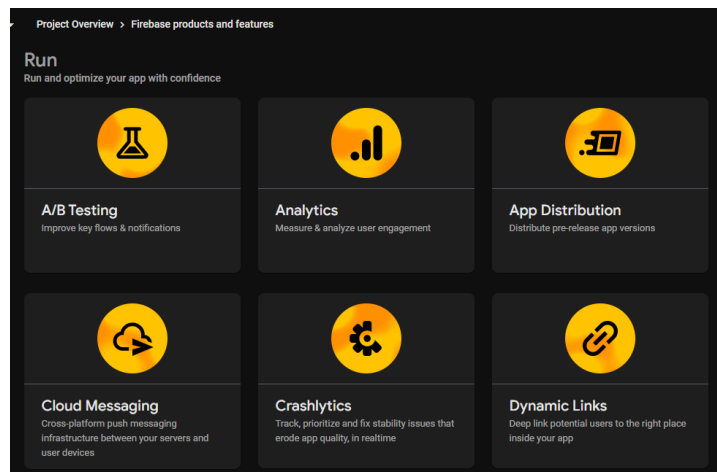 Project Overview > Firebase products and features
Run
Run and optimize your app with confidence
A/B Testing
Improve key flows & notifications
Analytics
Measure & analyze user engagement
App Distribution
Distribute pre-release app versions
Cloud Messaging
Cross-platform push messaging
infrastructure between your servers and
user devices
Crashlytics
Track, prioritize and fix stability issues that
erode app quality, in realtime
Dynamic Links
Deep link potential users to the right place
inside your app